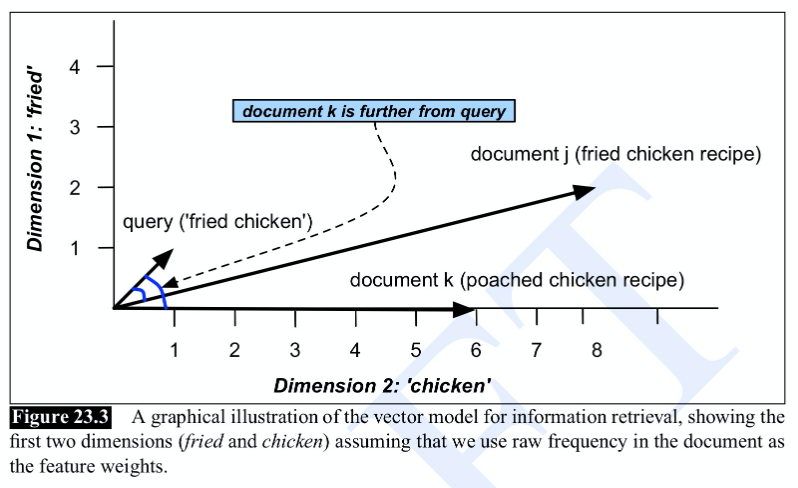 4
document k is further from query
3
document j (fried chicken recipe)
2
query ('fried chicken')
1
document k (poached chicken recipe)
Dimension 1: 'fried'
1 2 3 4 5 6 7 8
Dimension 2: 'chicken'
Figure 23.3 A graphical illustration of the vector model for information retrieval, showing the
first two dimensions (fried and chicken) assuming that we use raw frequency in the document as
the feature weights.
FT